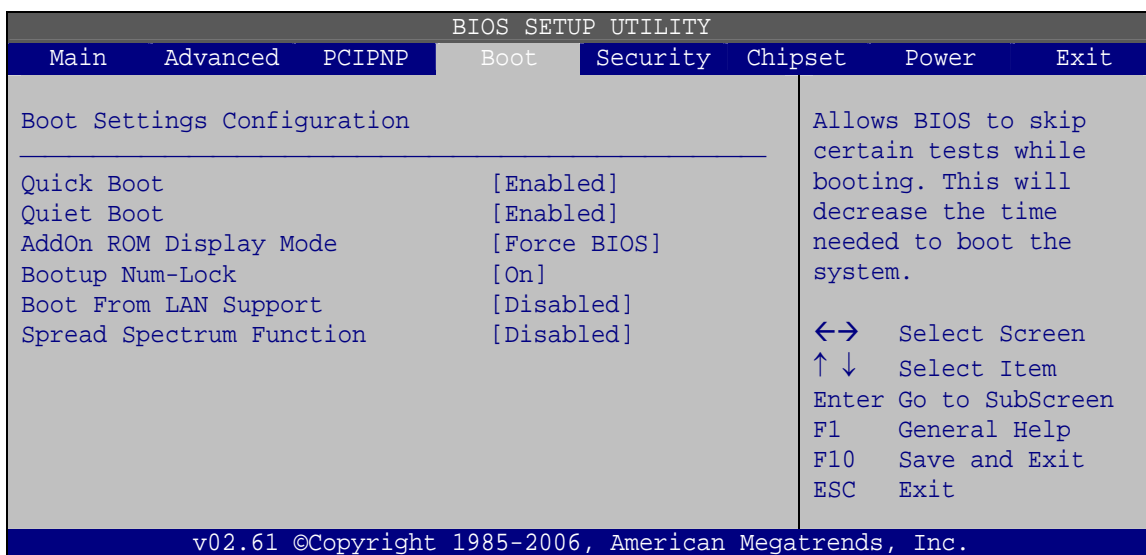 BIOS SETUP UTILITY
Main Advanced PCIPNP Boot Security Chipset Power Exit
Boot Settings Configuration
Quick Boot [Enabled]
Quiet Boot [Enabled]
AddOn ROM Display Mode [Force BIOS]
Bootup Num-Lock [On]
Boot From LAN Support [Disabled]
Spread Spectrum Function [Disabled]
Allows BIOS to skip
certain tests while
booting. This will
decrease the time
needed to boot the
system.
←→ Select Screen
↑ ↓ Select Item
Enter Go to SubScreen
F1 General Help
F10 Save and Exit
ESC Exit
v02.61 ©Copyright 1985-2006, American Megatrends, Inc.